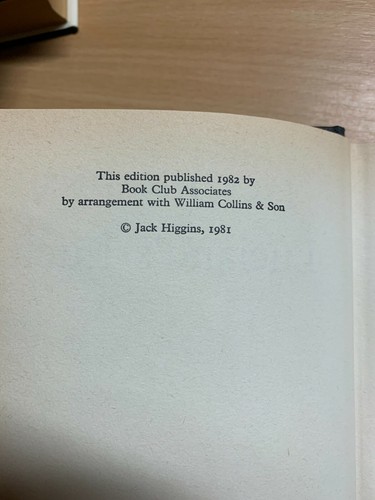 This edition published 1982 by
Book Club Associates
by arrangement with William Collins & Son
© Jack Higgins, 1981